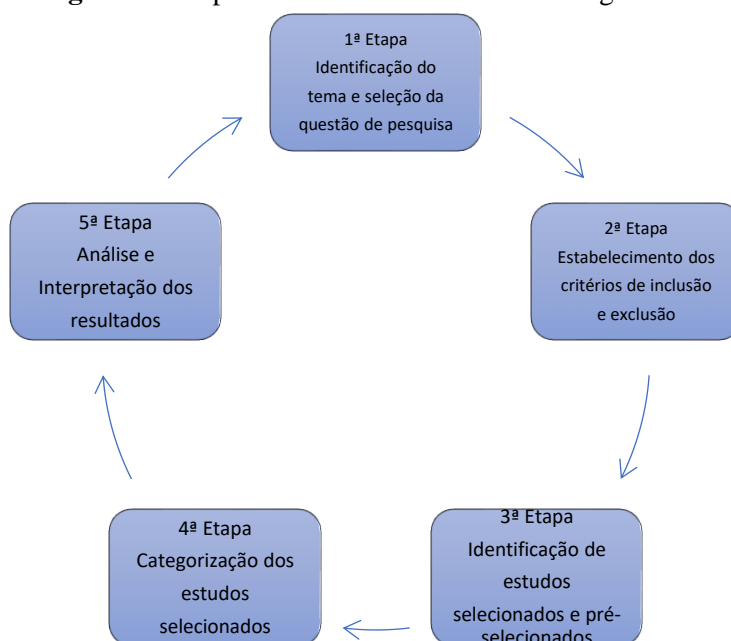 1ª Etapa
Identificação do
tema e seleção da
questão de pesquisa
2ª Etapa
Estabelecimento dos
critérios de inclusão
e exclusão
3ª Etapa
Identificação de
estudos
selecionados e pré-
selecionados
4ª Etapa
Categorização dos
estudos
selecionados
5ª Etapa
Análise e
Interpretação dos
resultados